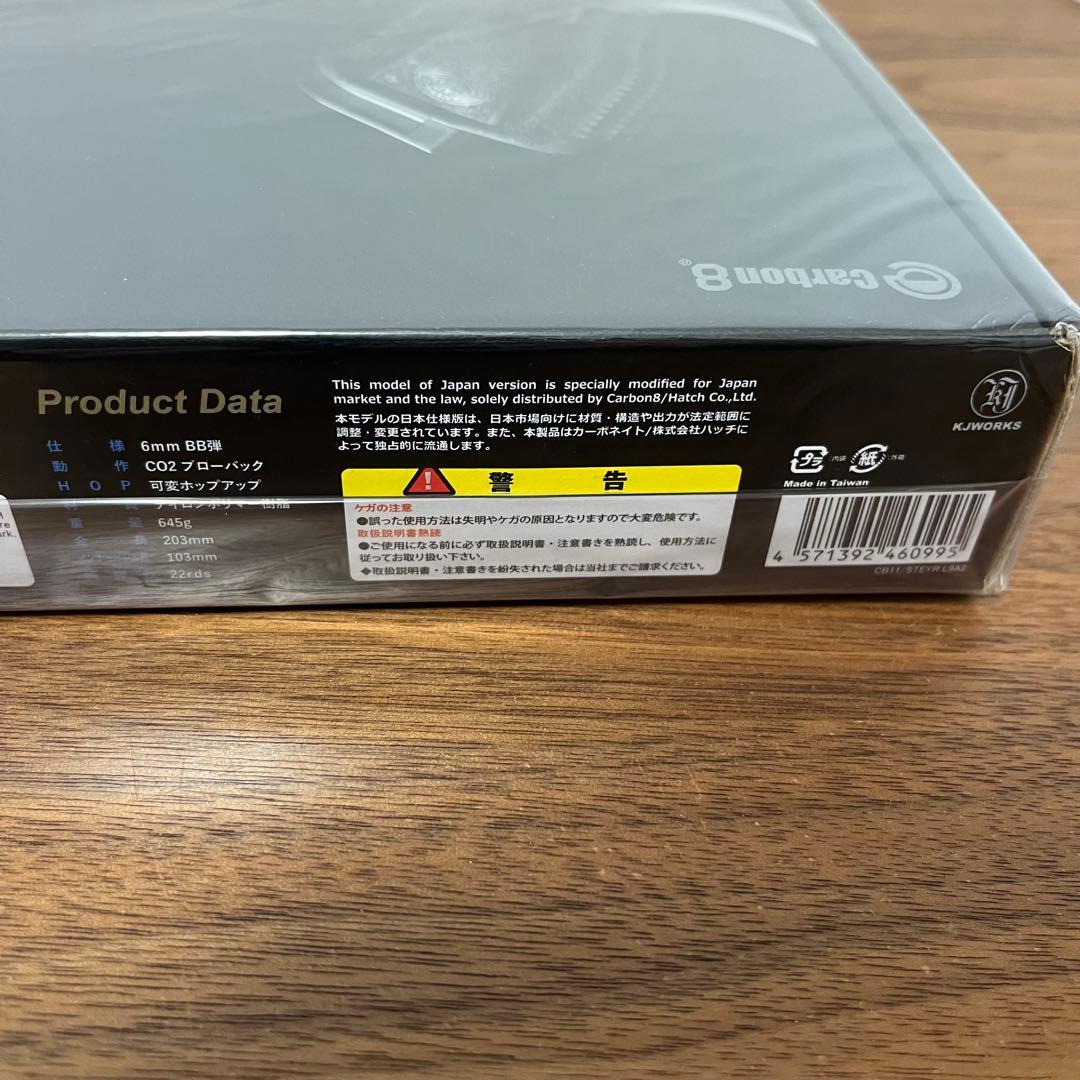 Carbon8®
Product Data
仕様 6mm BB弾
動作 CO2 ブローバック
HOP 可変ホップアップ
645g
203mm
103mm
22rds
This model of Japan version is specially modified for Japan
market and the law, solely distributed by Carbon8/Hatch Co.,Ltd.
本モデルの日本仕様版は、日本市場向けに材質・構造や出力が法定範囲に
調整・変更されています。また、本製品はカーボネイト/株式会社ハッチに
よって独占的に流通します。
警告
ケガの注意
●誤った使用方法は失明やケガの原因となりますので大変危険です。
取扱説明書熟読
●ご使用になる前に必ず取扱説明書・注意書きを熟読し、使用方法に
従ってお取り扱い下さい。
◆取扱説明書・注意書きを紛失された場合は当社までご請求ください。
KJ
KJWORKS
プラ :内袋 紙 :外箱
Made in Taiwan
4 571392 460995
CB11/STEYR L9A2